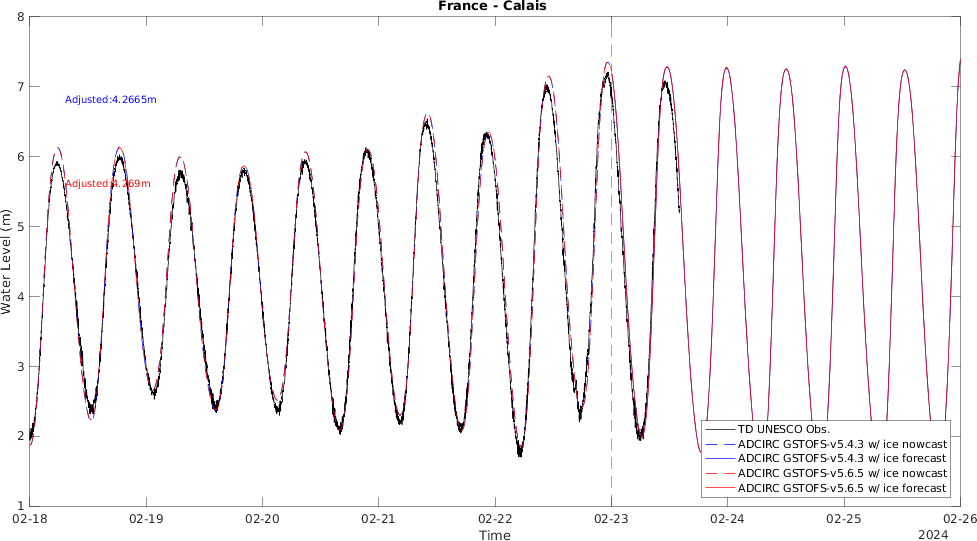 France - Calais
Water Level (m)
8
7
6
5
4
3
2
1
Adjusted:4.2665m
Adjusted:4.269m
TD UNESCO Obs.
ADCIRC GSTOFS-v5.4.3 w/ ice nowcast
ADCIRC GSTOFS-v5.4.3 w/ ice forecast
ADCIRC GSTOFS-v5.6.5 w/ ice nowcast
ADCIRC GSTOFS-v5.6.5 w/ ice forecast
02-18 02-19 02-20 02-21 02-22 02-23 02-24 02-25 02-26
Time
2024